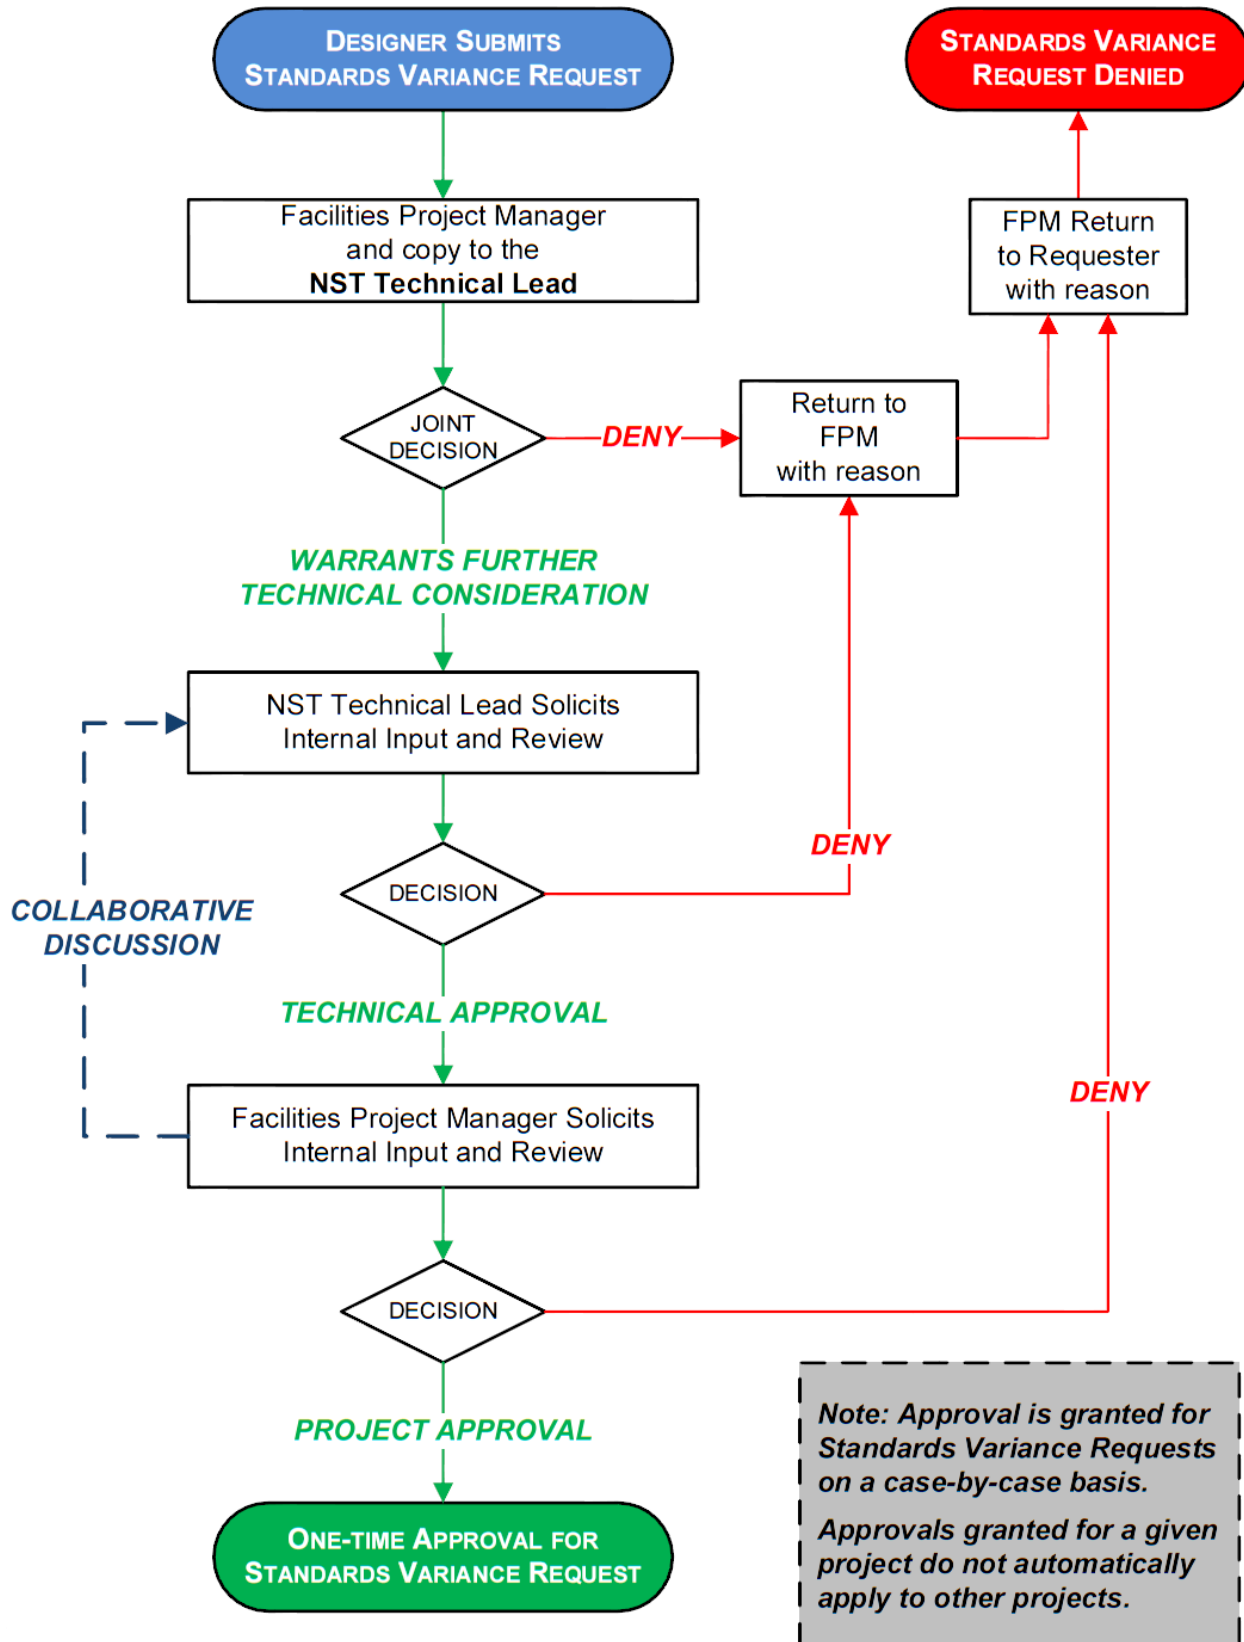 DESIGNER SUBMITS
STANDARDS VARIANCE REQUEST
STANDARDS VARIANCE
REQUEST DENIED
Facilities Project Manager
and copy to the
NST Technical Lead
FPM Return
to Requester
with reason
JOINT
DECISION
DENY
Return to
FPM
with reason
WARRANTS FURTHER
TECHNICAL CONSIDERATION
NST Technical Lead Solicits
Internal Input and Review
DECISION
DENY
COLLABORATIVE
DISCUSSION
TECHNICAL APPROVAL
Facilities Project Manager Solicits
Internal Input and Review
DENY
DECISION
PROJECT APPROVAL
ONE-TIME APPROVAL FOR
STANDARDS VARIANCE REQUEST
Note: Approval is granted for
Standards Variance Requests
on a case-by-case basis.
Approvals granted for a given
project do not automatically
apply to other projects.